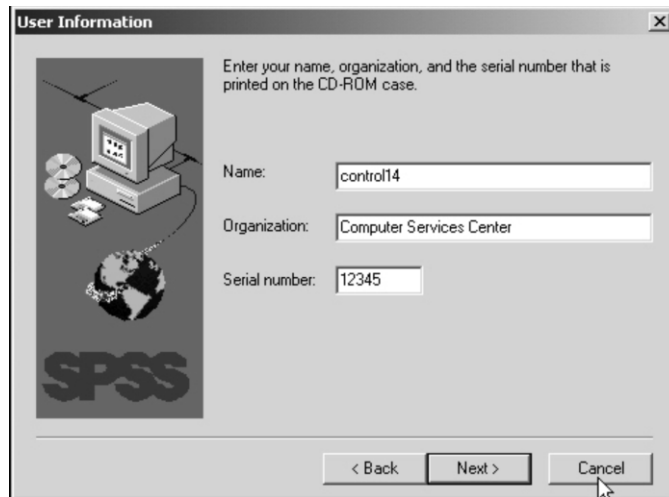 User Information
Enter your name, organization, and the serial number that is
printed on the CD-ROM case.
Name:
control14
Organization:
Computer Services Center
Serial number:
12345
SPSS
< Back
Next >
Cancel